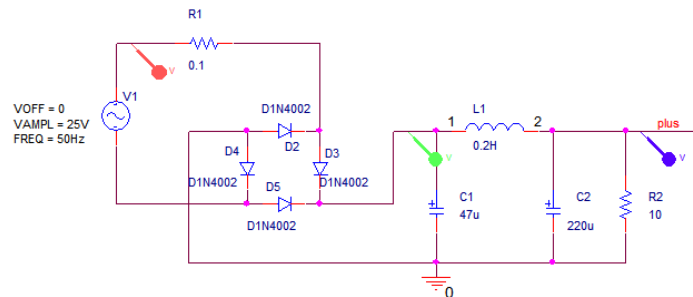 R1
0.1
V
V1
VOFF = 0
VAMPL = 25V
FREQ = 50Hz
D1N4002
D2
D4
D3
D1N4002
D1N4002
D5
D1N4002
1
L1
2
0.2H
plus
V
V
C1
47u
C2
220u
R2
10
0